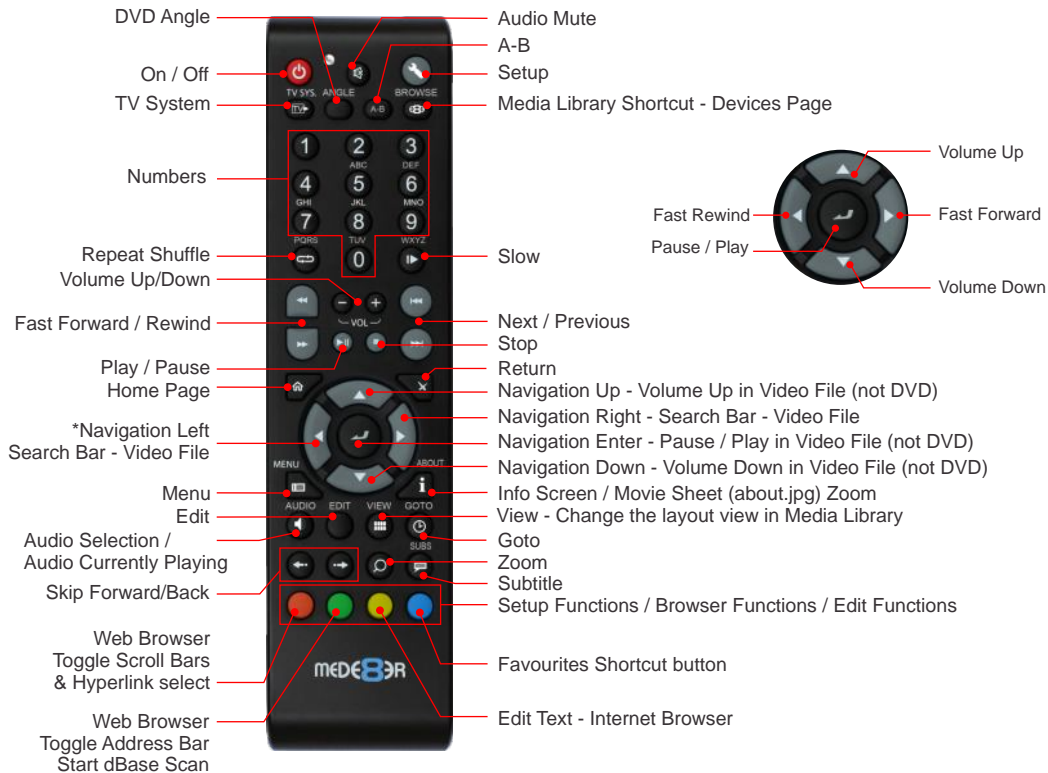 DVD Angle
Audio Mute
A-B
On / Off
Setup
TV System
Media Library Shortcut - Devices Page
TV SYS. ANGLE BROWSE
TV A-B
1 2 3
ABC DEF
Numbers
4 5 6
GHI JKL MNO
7 8 9
PQRS TUV WXYZ
0
Repeat Shuffle
Slow
Volume Up/Down
- +
VOL
Fast Forward / Rewind
Next / Previous
Stop
Play / Pause
Return
Home Page
Navigation Up - Volume Up in Video File (not DVD)
Navigation Right - Search Bar - Video File
*Navigation Left
Search Bar - Video File
Navigation Enter - Pause / Play in Video File (not DVD)
Navigation Down - Volume Down in Video File (not DVD)
MENU ABOUT
i
Menu
Info Screen / Movie Sheet (about.jpg) Zoom
Edit
View - Change the layout view in Media Library
AUDIO EDIT VIEW GOTO
Goto
SUBS
Audio Selection /
Audio Currently Playing
Zoom
Subtitle
Skip Forward/Back
Setup Functions / Browser Functions / Edit Functions
Web Browser
Toggle Scroll Bars
& Hyperlink select
MEDE8ER
Favourites Shortcut button
Web Browser
Toggle Address Bar
Start dBase Scan
Edit Text - Internet Browser
Volume Up
Fast Rewind
Fast Forward
Pause / Play
Volume Down